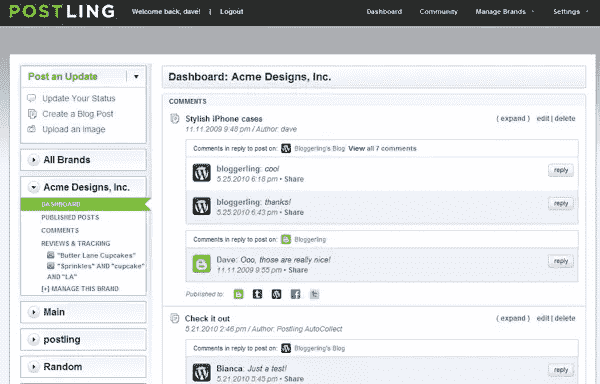 POSTLING
Welcome back, dave! | Logout
Dashboard Community Manage Brands Settings
Post an Update
Update Your Status
Create a Blog Post
Upload an Image
All Brands
Acme Designs, Inc.
DASHBOARD
PUBLISHED POSTS
COMMENTS
REVIEWS & TRACKING
"Butter Lane Cupcakes"
"Sprinkles" AND "cupcake"
AND "LA"
[+] MANAGE THIS BRAND
Main
postling
Random
Dashboard: Acme Designs, Inc.
COMMENTS
Stylish iPhone cases ( expand ) edit | delete
11.11.2009 9:48 pm / Author: dave
Comments in reply to post on: Bloggerling's Blog View all 7 comments
bloggerling: cool reply
5.25.2010 6:18 pm • Share
bloggerling: thanks! reply
5.25.2010 6:43 pm • Share
Comments in reply to post on: Bloggerling
Dave: Ooo, those are really nice! reply
11.11.2009 9:55 pm • Share
Published to:
Check it out ( expand ) edit | delete
5.21.2010 2:46 pm / Author: Postling AutoCollect
Comments in reply to post on: Bloggerling's Blog
Bianca: Just a test! reply
5.21.2010 5:45 pm • Share